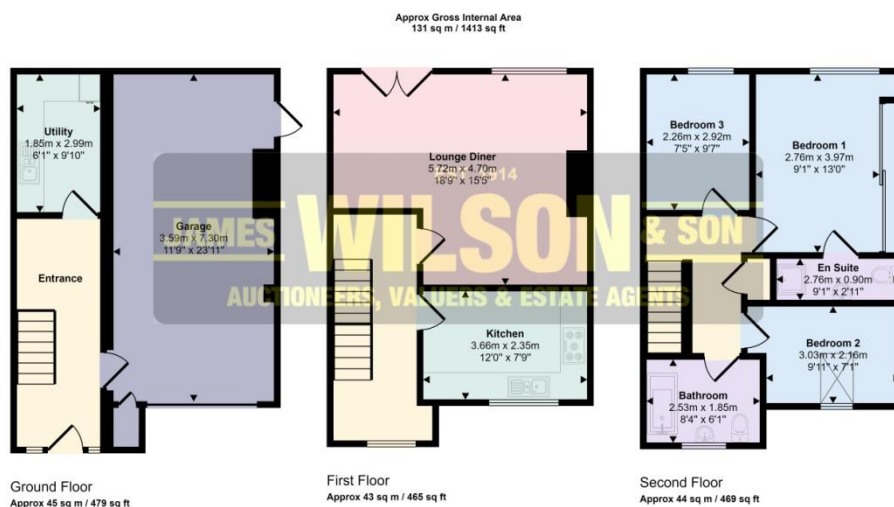 Approx Gross Internal Area
131 sq m / 1413 sq ft
Utility
1.85m x 2.99m
6'1" x 9'10"
Garage
3.59m x 7.30m
11'9" x 23'11"
Entrance
Ground Floor
Approx 45 sq m / 479 sq ft
Lounge Diner
5.72m x 4.70m
18'9" x 15'5"
Kitchen
3.66m x 2.35m
12'0" x 7'9"
First Floor
Approx 43 sq m / 465 sq ft
Bedroom 3
2.26m x 2.92m
7'5" x 9'7"
Bedroom 1
2.76m x 3.97m
9'1" x 13'0"
En Suite
2.76m x 0.90m
9'1" x 2'11"
Bedroom 2
3.03m x 2.16m
9'11" x 7'1"
Bathroom
2.53m x 1.85m
8'4" x 6'1"
Second Floor
Approx 44 sq m / 469 sq ft
JAMES WILSON & SON
AUCTIONEERS, VALUERS & ESTATE AGENTS